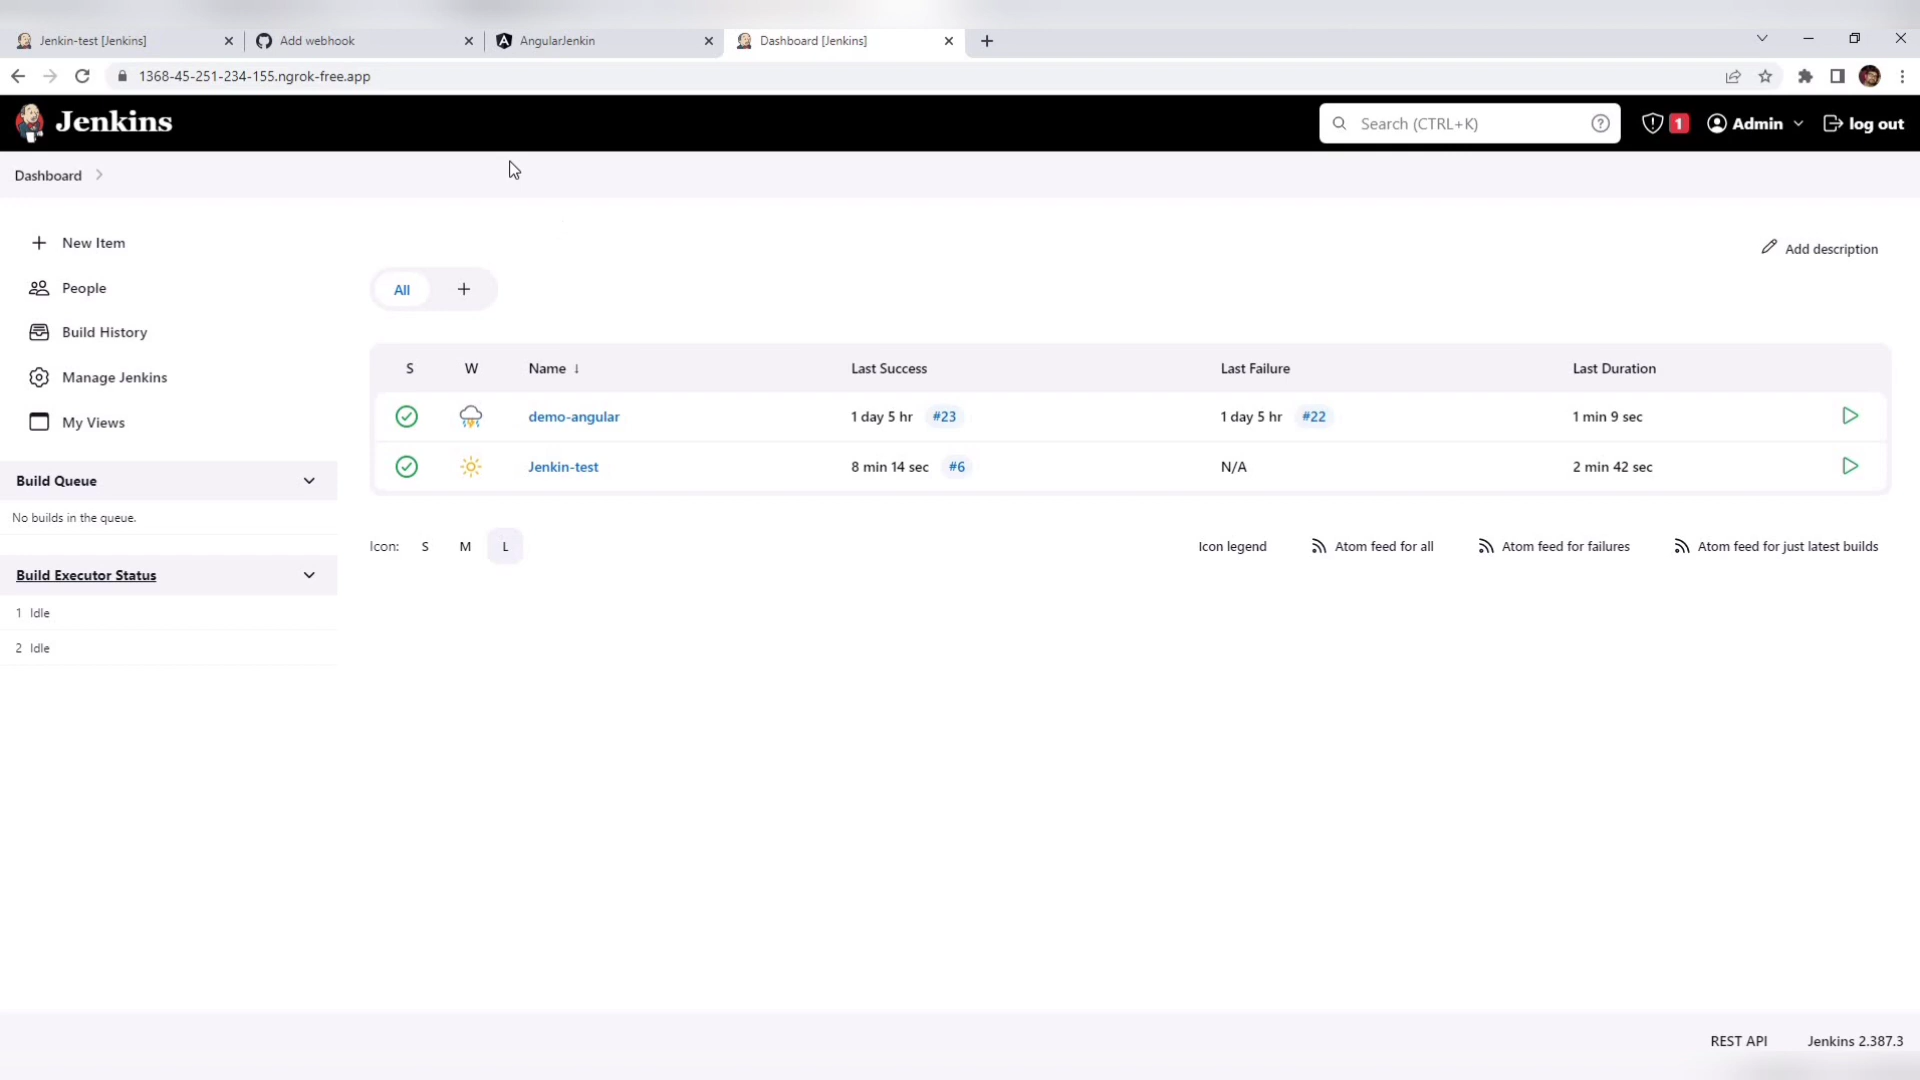 Jenkin-test [Jenkins]
Add webhook
AngularJenkin
Dashboard [Jenkins]
1368-45-251-234-155.ngrok-free.app
Jenkins
Search (CTRL+K)
1
Admin
log out
Dashboard
New Item
People
Build History
Manage Jenkins
My Views
Build Queue
No builds in the queue.
Build Executor Status
1 Idle
2 Idle
Add description
All +
S W Name ↓ Last Success Last Failure Last Duration
demo-angular 1 day 5 hr #23 1 day 5 hr #22 1 min 9 sec
Jenkin-test 8 min 14 sec #6 N/A 2 min 42 sec
Icon: S M L
Icon legend
Atom feed for all
Atom feed for failures
Atom feed for just latest builds
REST API
Jenkins 2.387.3